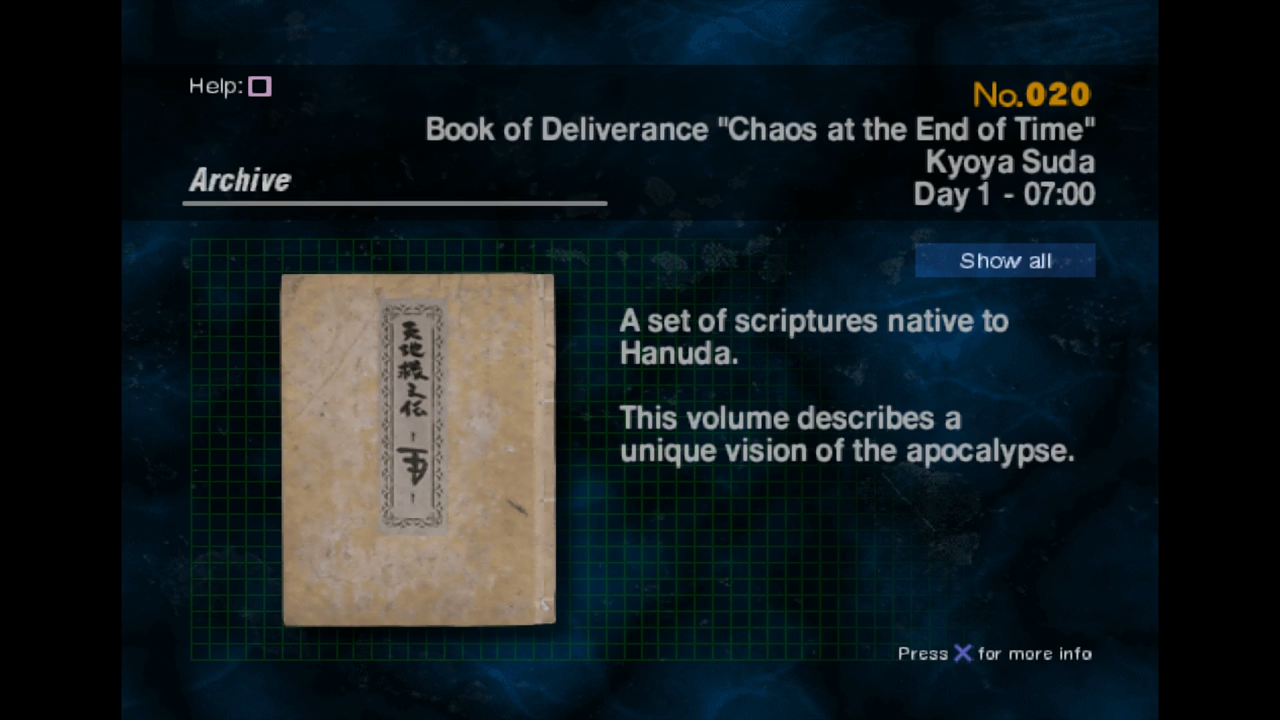 Help:
No.020
Book of Deliverance "Chaos at the End of Time"
Kyoya Suda
Archive
Day 1 - 07:00
Show all
天地救之伝
A set of scriptures native to
Hanuda.
This volume describes a
unique vision of the apocalypse.
Press X for more info